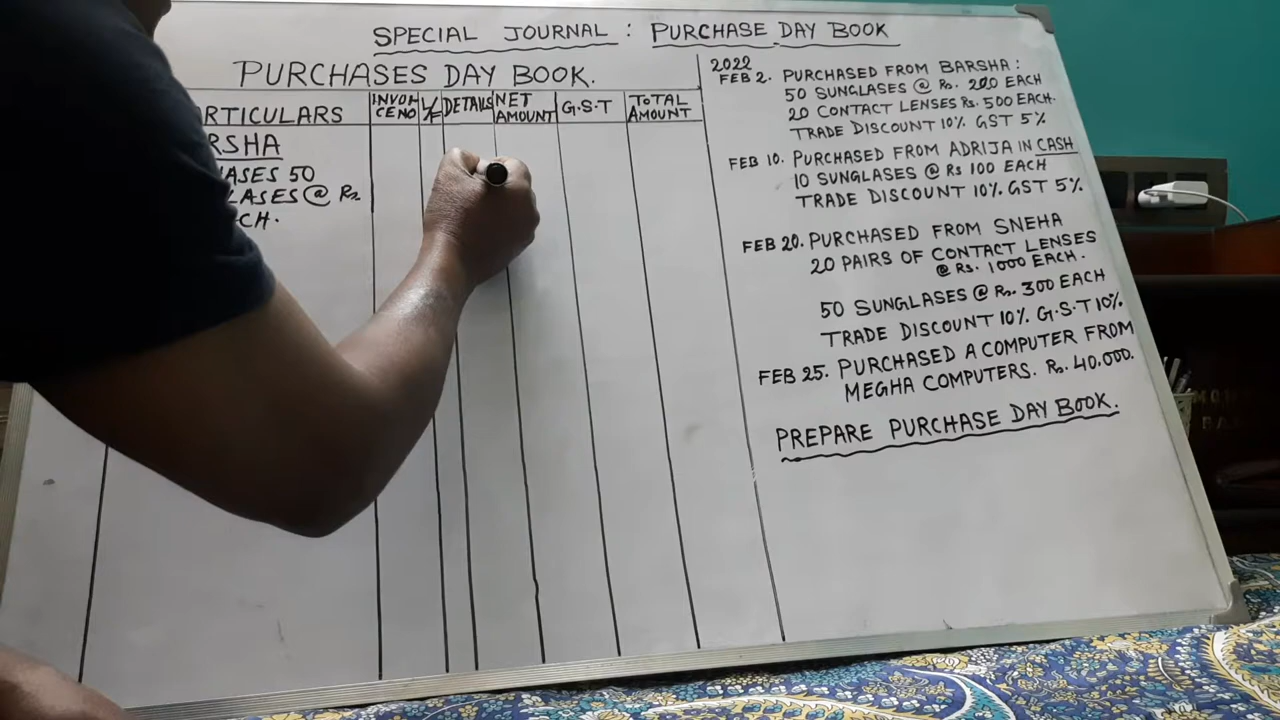 SPECIAL JOURNAL : PURCHASE DAY BOOK
PURCHASES DAY BOOK.
ARTICULARS
INVOI
CE NO
L/F
DETAILS
NET
AMOUNT
G.S.T
TOTAL
AMOUNT
RSHA
ASES 50
LASES @ Rs.
CH.
2022
FEB 2. PURCHASED FROM BARSHA :
50 SUNGLASES @ Rs. 200 EACH
20 CONTACT LENSES Rs. 500 EACH.
TRADE DISCOUNT 10% GST 5%
FEB 10. PURCHASED FROM ADRIJA IN CASH
10 SUNGLASES @ Rs 100 EACH
TRADE DISCOUNT 10% GST 5%
FEB 20. PURCHASED FROM SNEHA
20 PAIRS OF CONTACT LENSES
@ Rs. 1000 EACH.
50 SUNGLASES @ Rs. 300 EACH
TRADE DISCOUNT 10% G.S.T 10%
FEB 25. PURCHASED A COMPUTER FROM
MEGHA COMPUTERS. Rs. 40.000.
PREPARE PURCHASE DAY BOOK.